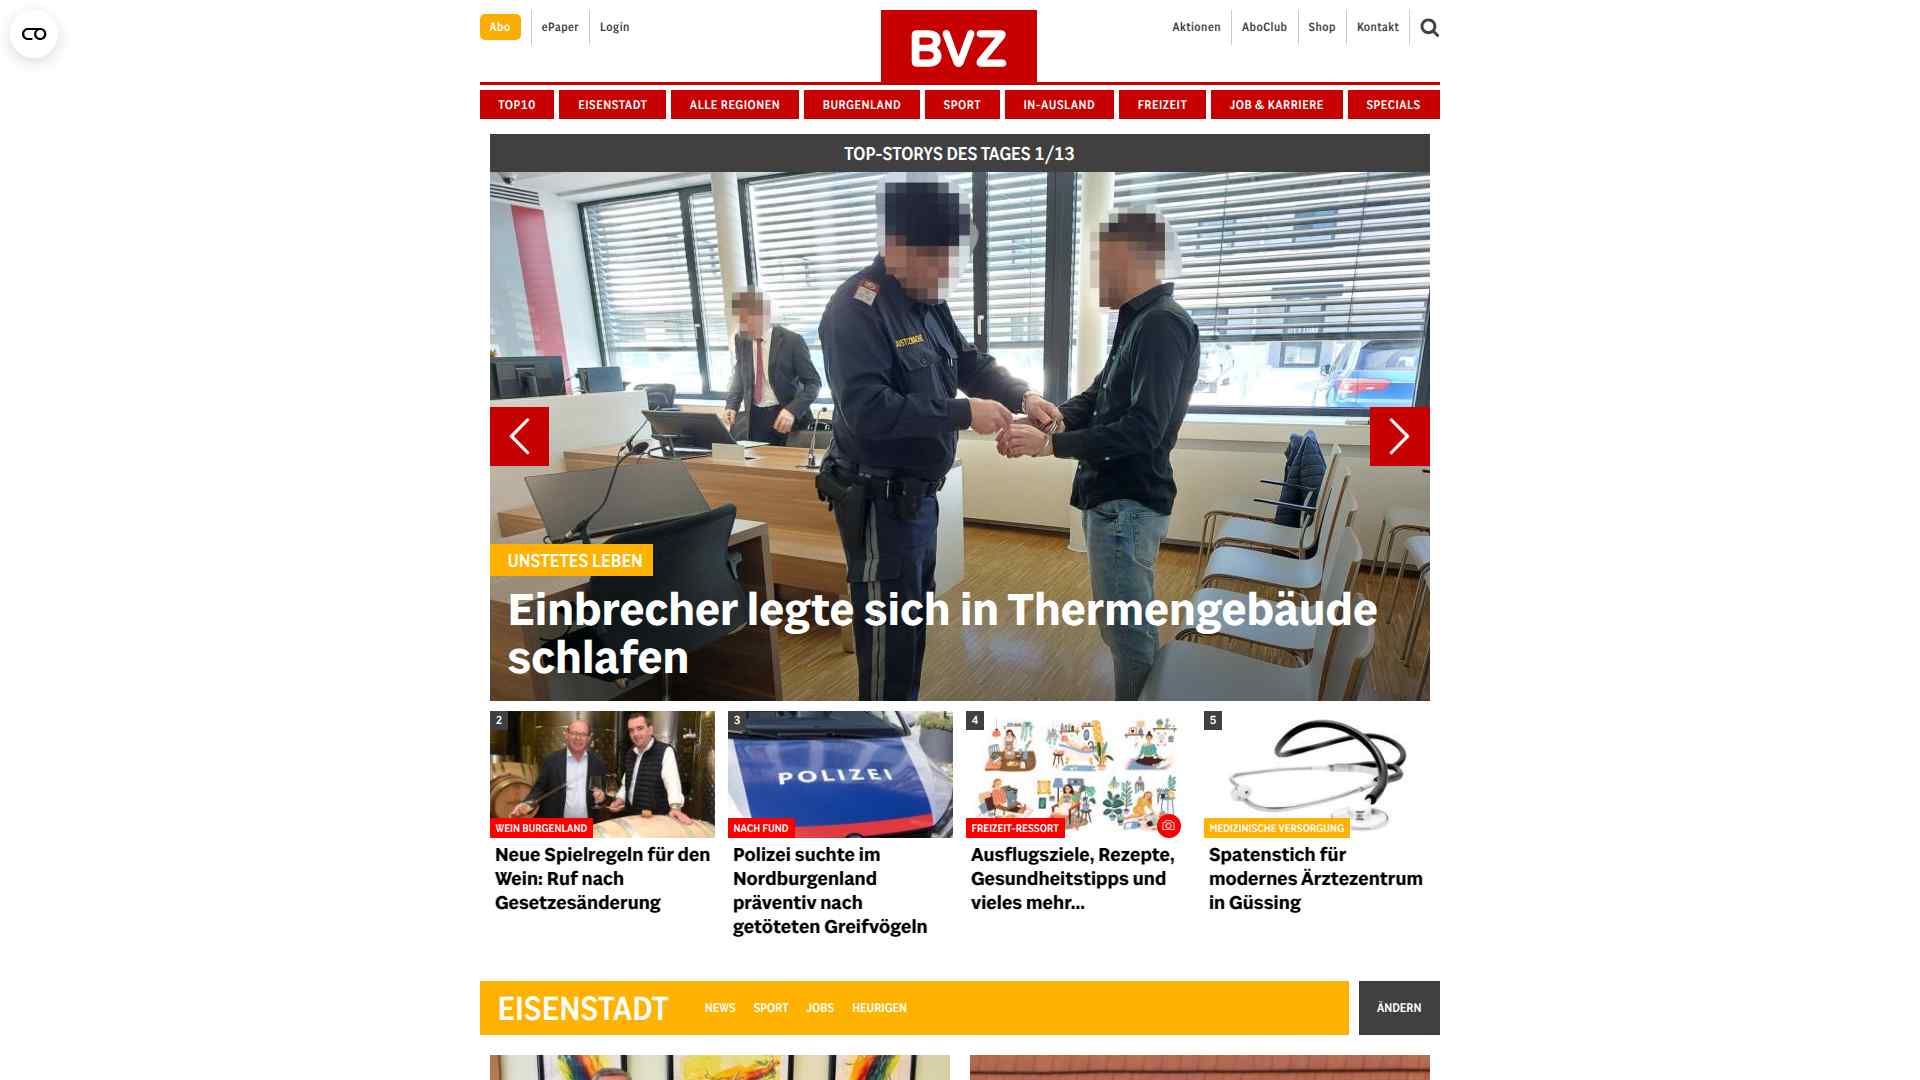 Abo
ePaper
Login
BVZ
Aktionen
AboClub
Shop
Kontakt
TOP10
EISENSTADT
ALLE REGIONEN
BURGENLAND
SPORT
IN-AUSLAND
FREIZEIT
JOB & KARRIERE
SPECIALS
TOP-STORYS DES TAGES 1/13
UNSTETES LEBEN
Einbrecher legte sich in Thermengebäude
schlafen
2
WEIN BURGENLAND
Neue Spielregeln für den
Wein: Ruf nach
Gesetzesänderung
3
POLIZEI
NACH FUND
Polizei suchte im
Nordburgenland
präventiv nach
getöteten Greifvögeln
4
FREIZEIT-RESSORT
Ausflugsziele, Rezepte,
Gesundheitstipps und
vieles mehr...
5
MEDIZINISCHE VERSORGUNG
Spatenstich für
modernes Ärztezentrum
in Güssing
EISENSTADT
NEWS
SPORT
JOBS
HEURIGEN
ÄNDERN